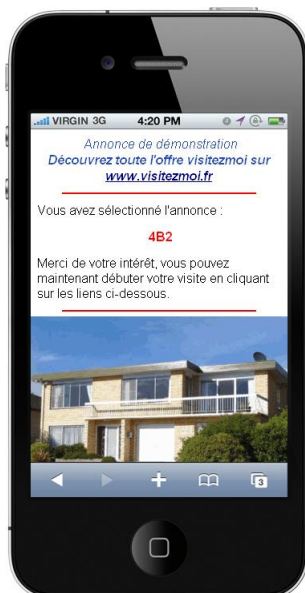 VIRGIN 3G 4:20 PM
Annonce de démonstration
Découvrez toute l'offre visitezmoi sur
www.visitezmoi.fr
Vous avez sélectionné l'annonce :
4B2
Merci de votre intérêt, vous pouvez
maintenant débuter votre visite en cliquant
sur les liens ci-dessous.
3